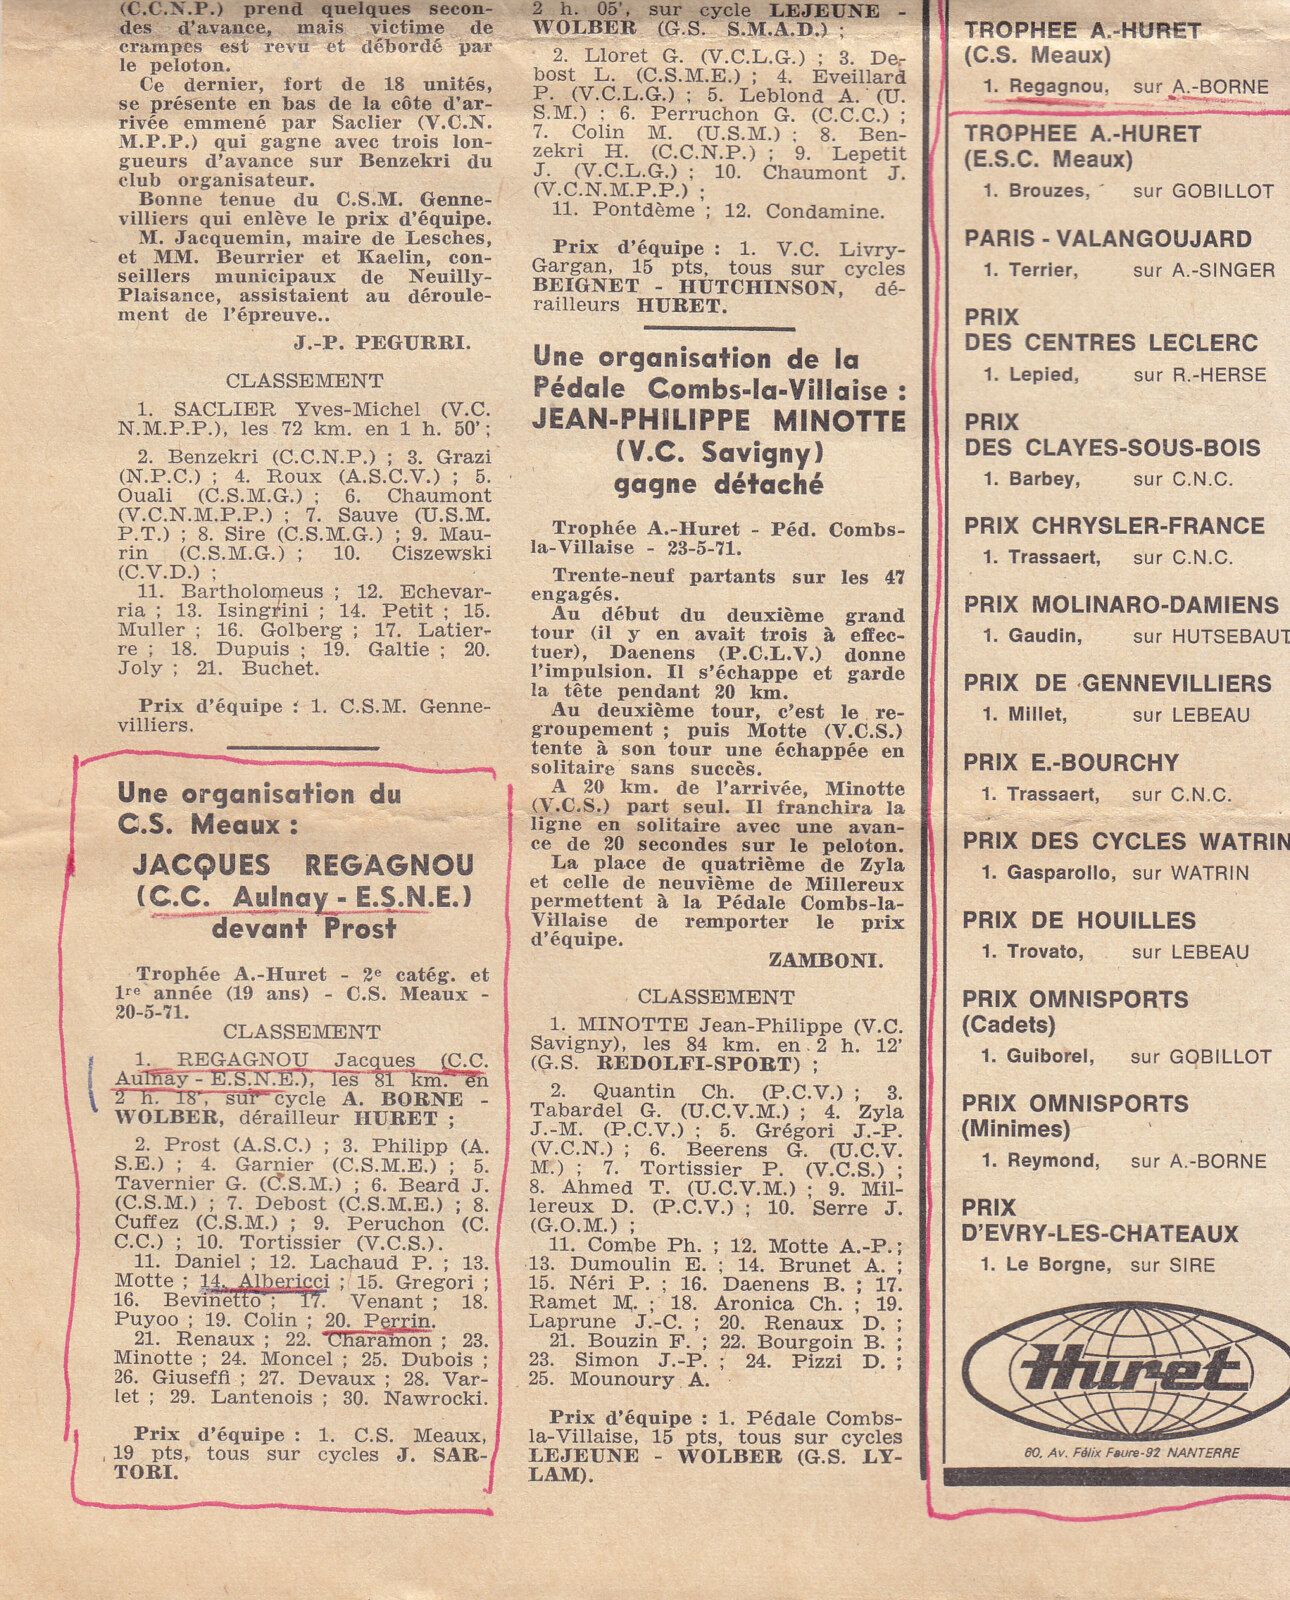 (C.C.N.P.) prend quelques secon-
des d'avance, mais victime de
crampes est revu et débordé par
le peloton.
Ce dernier, fort de 18 unités,
se présente en bas de la côte d'ar-
rivée emmené par Saclier (V.C.N.
M.P.P.) qui gagne avec trois lon-
gueurs d'avance sur Benzekri du
club organisateur.
Bonne tenue du C.S.M. Genne-
villiers qui enlève le prix d'équipe.
M. Jacquemin, maire de Lesches,
et MM. Beurrier et Kaelin, con-
seillers municipaux de Neuilly-
Plaisance, assistaient au déroule-
ment de l'épreuve..
J.-P. PEGURRI.
CLASSEMENT
1. SACLIER Yves-Michel (V.C.
N.M.P.P.), les 72 km. en 1 h. 50' ;
2. Benzekri (C.C.N.P.) ; 3. Grazi
(N.P.C.) ; 4. Roux (A.S.C.V.) ; 5.
Ouali (C.S.M.G.) ; 6. Chaumont
(V.C.N.M.P.P.) ; 7. Sauve (U.S.M.
P.T.) ; 8. Sire (C.S.M.G.) ; 9. Mau-
rin (C.S.M.G.) ; 10. Ciszewski
(C.V.D.) ;
11. Bartholomeus ; 12. Echevar-
ria ; 13. Isingrini ; 14. Petit ; 15.
Muller ; 16. Golberg ; 17. Latier-
re ; 18. Dupuis ; 19. Galtie ; 20.
Joly ; 21. Buchet.
Prix d'équipe : 1. C.S.M. Genne-
villiers.
Une organisation du
C.S. Meaux :
JACQUES REGAGNOU
(C.C. Aulnay - E.S.N.E.)
devant Prost
Trophée A.-Huret - 2e catég. et
1re année (19 ans) - C.S. Meaux -
20-5-71.
CLASSEMENT
1. REGAGNOU Jacques (C.C.
Aulnay - E.S.N.E.), les 81 km. en
2 h. 18', sur cycle A. BORNE -
WOLBER, dérailleur HURET ;
2. Prost (A.S.C.) ; 3. Philipp (A.
S.E.) ; 4. Garnier (C.S.M.E.) ; 5.
Tavernier G. (C.S.M.) ; 6. Beard J.
(C.S.M.) ; 7. Debost (C.S.M.E.) ; 8.
Cuffez (C.S.M.) ; 9. Peruchon (C.
C.C.) ; 10. Tortissier (V.C.S.).
11. Daniel ; 12. Lachaud P. ; 13.
Motte ; 14. Albericci ; 15. Gregori ;
16. Bevinetto ; 17. Venant ; 18.
Puyoo ; 19. Colin ; 20. Perrin.
21. Renaux ; 22. Charamon ; 23.
Minotte ; 24. Moncel ; 25. Dubois ;
26. Giuseffi ; 27. Devaux ; 28. Var-
let ; 29. Lantenois ; 30. Nawrocki.
Prix d'équipe : 1. C.S. Meaux,
19 pts, tous sur cycles J. SAR-
TORI.
2 h. 05', sur cycle LEJEUNE -
WOLBER (G.S. S.M.A.D.) ;
2. Lloret G. (V.C.L.G.) ; 3. De-
bost L. (C.S.M.E.) ; 4. Eveillard
P. (V.C.L.G.) ; 5. Leblond A. (U.
S.M.) ; 6. Perruchon G. (C.C.C.) ;
7. Colin M. (U.S.M.) ; 8. Ben-
zekri H. (C.C.N.P.) ; 9. Lepetit
J. (V.C.L.G.) ; 10. Chaumont J.
(V.C.N.M.P.P.) ;
11. Pontdème ; 12. Condamine.
Prix d'équipe : 1. V.C. Livry-
Gargan, 15 pts, tous sur cycles
BEIGNET - HUTCHINSON, dé-
railleurs HURET.
Une organisation de la
Pédale Combs-la-Villaise :
JEAN-PHILIPPE MINOTTE
(V.C. Savigny)
gagne détaché
Trophée A.-Huret - Péd. Combs-
la-Villaise - 23-5-71.
Trente-neuf partants sur les 47
engagés.
Au début du deuxième grand
tour (il y en avait trois à effec-
tuer), Daenens (P.C.L.V.) donne
l'impulsion. Il s'échappe et garde
la tête pendant 20 km.
Au deuxième tour, c'est le re-
groupement ; puis Motte (V.C.S.)
tente à son tour une échappée en
solitaire sans succès.
A 20 km. de l'arrivée, Minotte
(V.C.S.) part seul. Il franchira la
ligne en solitaire avec une avan-
ce de 20 secondes sur le peloton.
La place de quatrième de Zyla
et celle de neuvième de Millereux
permettent à la Pédale Combs-la-
Villaise de remporter le prix
d'équipe.
ZAMBONI.
CLASSEMENT
1. MINOTTE Jean-Philippe (V.C.
Savigny), les 84 km. en 2 h. 12'
(G.S. REDOLFI-SPORT) ;
2. Quantin Ch. (P.C.V.) ; 3.
Tabardel G. (U.C.V.M.) ; 4. Zyla
J.-M. (P.C.V.) ; 5. Grégori J.-P.
(V.C.N.) ; 6. Beerens G. (U.C.V.
M.) ; 7. Tortissier P. (V.C.S.) ;
8. Ahmed T. (U.C.V.M.) ; 9. Mil-
lereux D. (P.C.V.) ; 10. Serre J.
(G.O.M.) ;
11. Combe Ph. ; 12. Motte A.-P. ;
13. Dumoulin E. ; 14. Brunet A. ;
15. Néri P. ; 16. Daenens B. ; 17.
Ramet M. ; 18. Aronica Ch. ; 19.
Laprune J.-C. ; 20. Renaux D. ;
21. Bouzin F. ; 22. Bourgoin B. ;
23. Simon J.-P. ; 24. Pizzi D. ;
25. Mounoury A.
Prix d'équipe : 1. Pédale Combs-
la-Villaise, 15 pts, tous sur cycles
LEJEUNE - WOLBER (G.S. LY-
LAM).
TROPHEE A.-HURET
(C.S. Meaux)
1. Regagnou, sur A.-BORNE
TROPHEE A.-HURET
(E.S.C. Meaux)
1. Brouzes, sur GOBILLOT
PARIS - VALANGOUJARD
1. Terrier, sur A.-SINGER
PRIX
DES CENTRES LECLERC
1. Lepied, sur R.-HERSE
PRIX
DES CLAYES-SOUS-BOIS
1. Barbey, sur C.N.C.
PRIX CHRYSLER-FRANCE
1. Trassaert, sur C.N.C.
PRIX MOLINARO-DAMIENS
1. Gaudin, sur HUTSEBAUT
PRIX DE GENNEVILLIERS
1. Millet, sur LEBEAU
PRIX E.-BOURCHY
1. Trassaert, sur C.N.C.
PRIX DES CYCLES WATRIN
1. Gasparollo, sur WATRIN
PRIX DE HOUILLES
1. Trovato, sur LEBEAU
PRIX OMNISPORTS
(Cadets)
1. Guiborel, sur GOBILLOT
PRIX OMNISPORTS
(Minimes)
1. Reymond, sur A.-BORNE
PRIX
D'EVRY-LES-CHATEAUX
1. Le Borgne, sur SIRE
Huret
60, Av. Félix Faure-92 NANTERRE